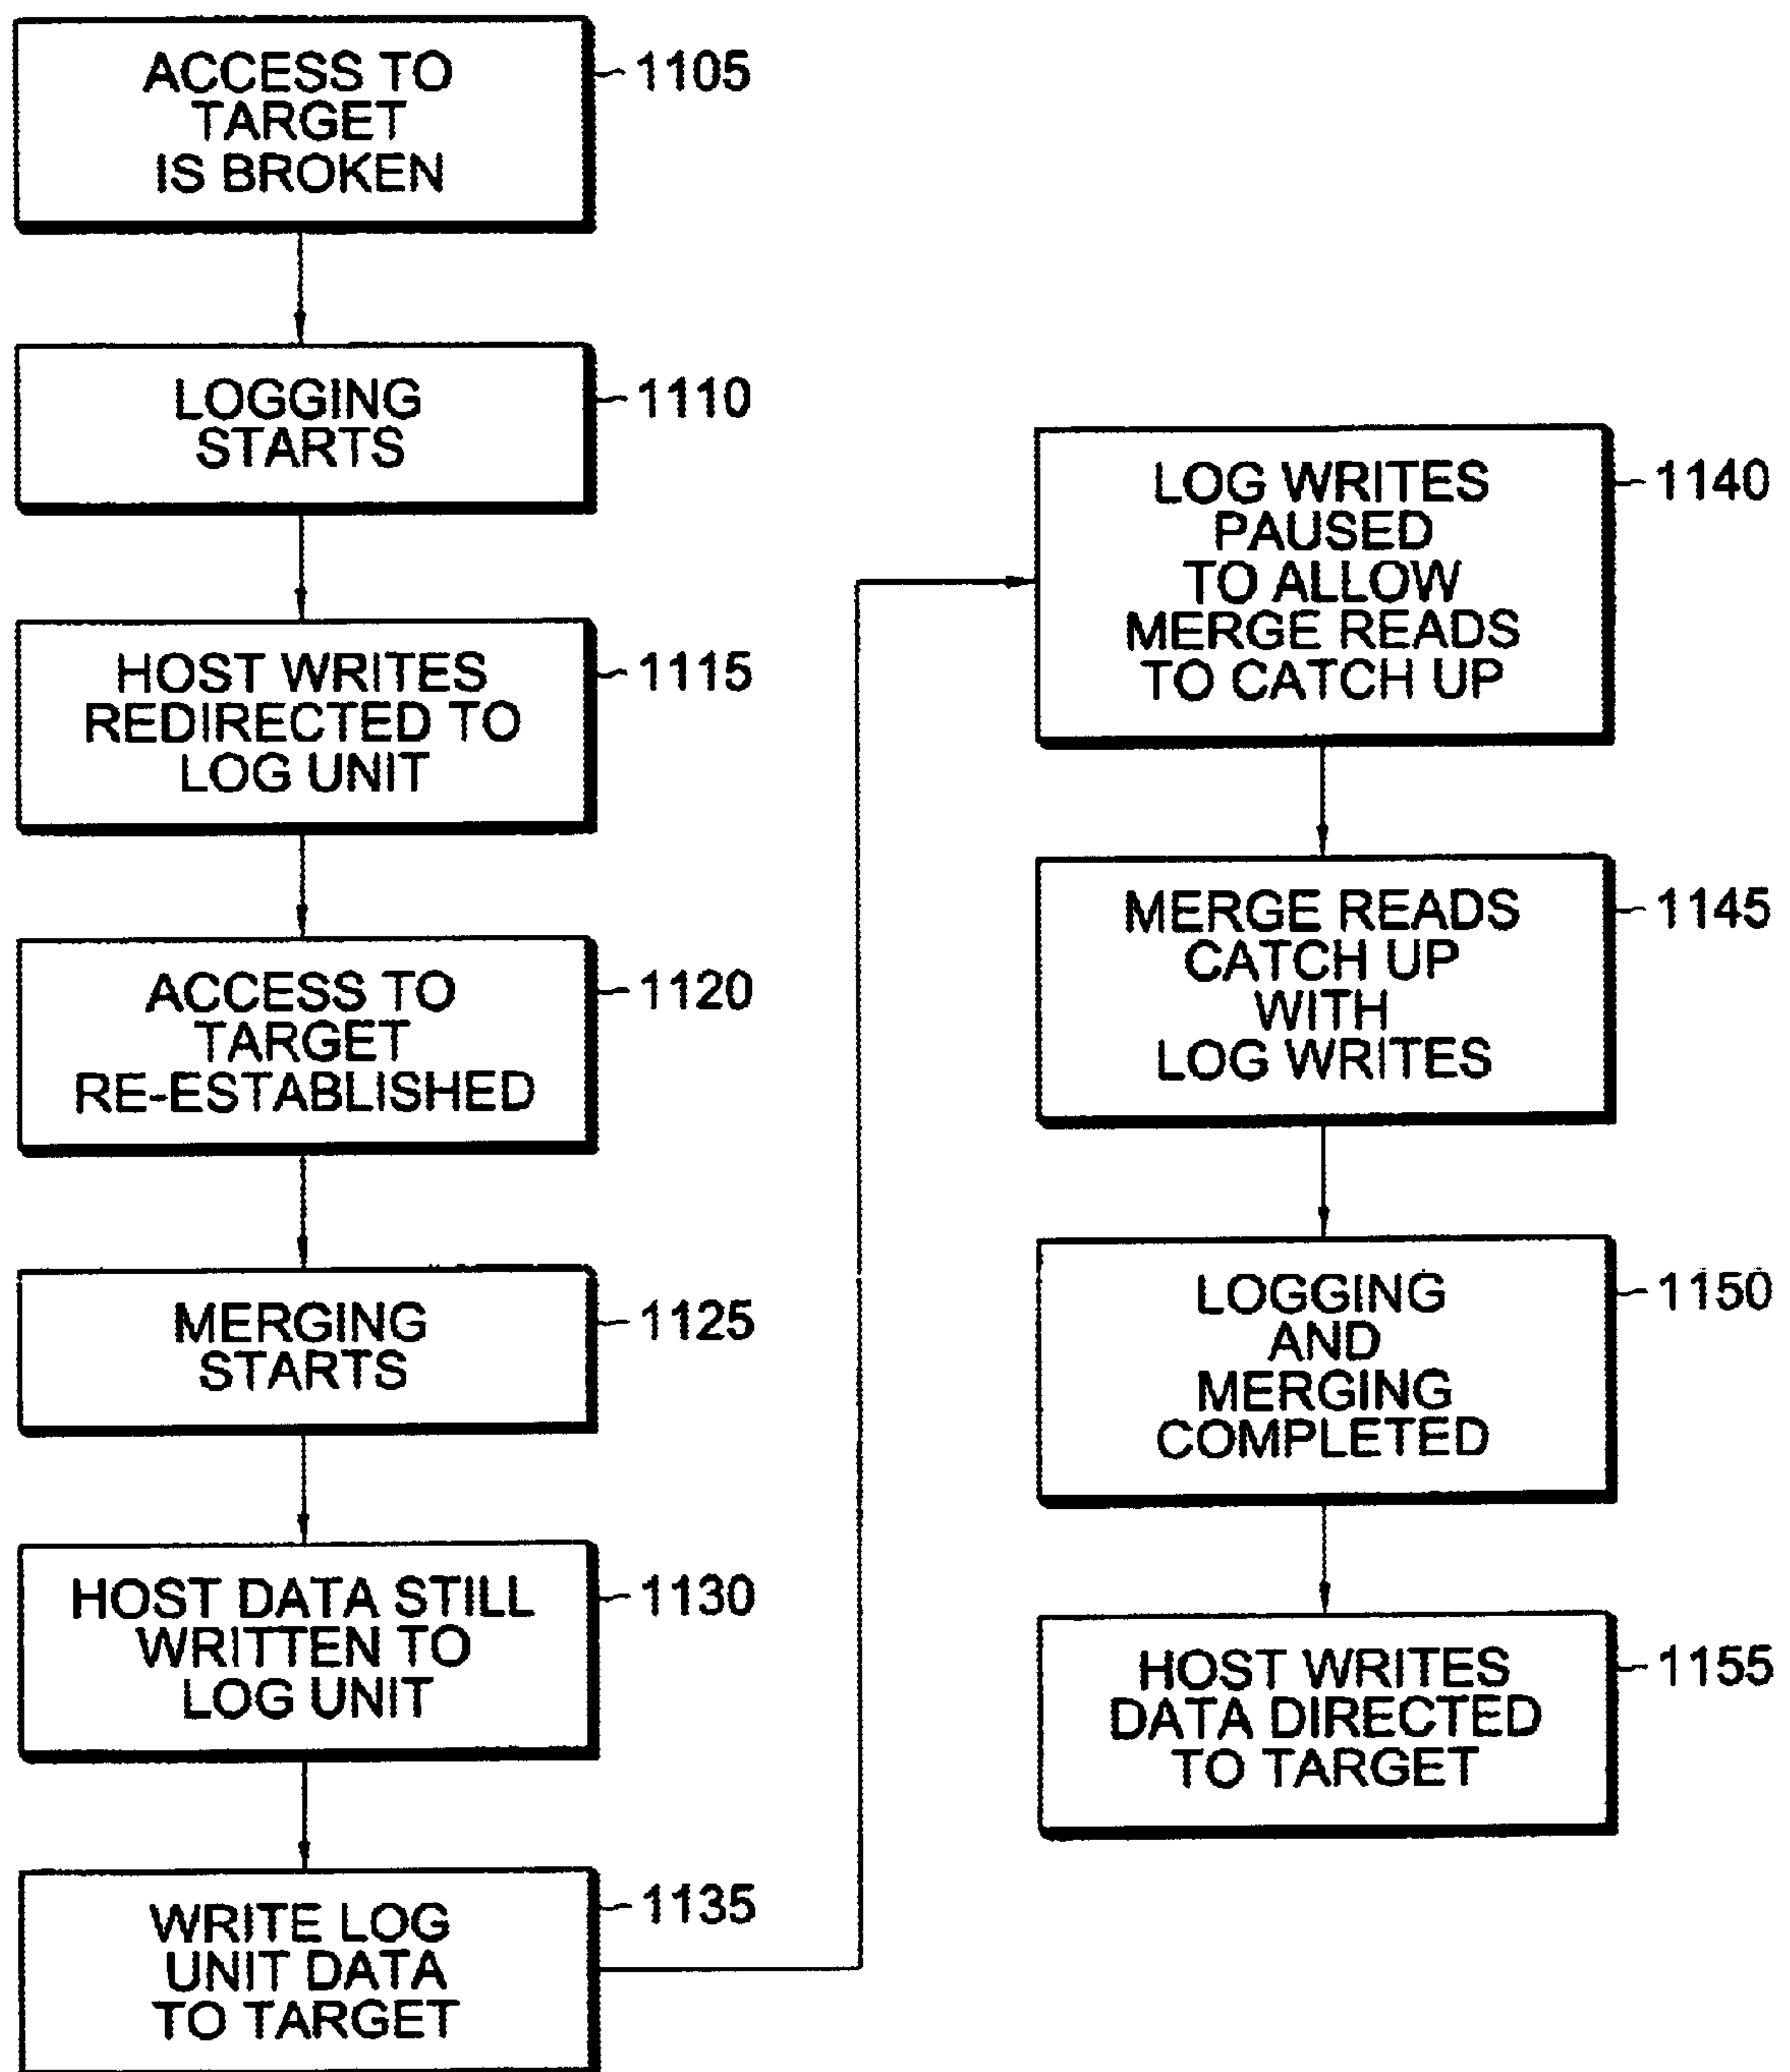 ACCESS TO
TARGET
IS BROKEN
1105
LOGGING
STARTS
1110
HOST WRITES
REDIRECTED TO
LOG UNIT
1115
ACCESS TO
TARGET
RE-ESTABLISHED
1120
MERGING
STARTS
1125
HOST DATA STILL
WRITTEN TO
LOG UNIT
1130
WRITE LOG
UNIT DATA
TO TARGET
1135
LOG WRITES
PAUSED
TO ALLOW
MERGE READS
TO CATCH UP
1140
MERGE READS
CATCH UP
WITH
LOG WRITES
1145
LOGGING
AND
MERGING
COMPLETED
1150
HOST WRITES
DATA DIRECTED
TO TARGET
1155